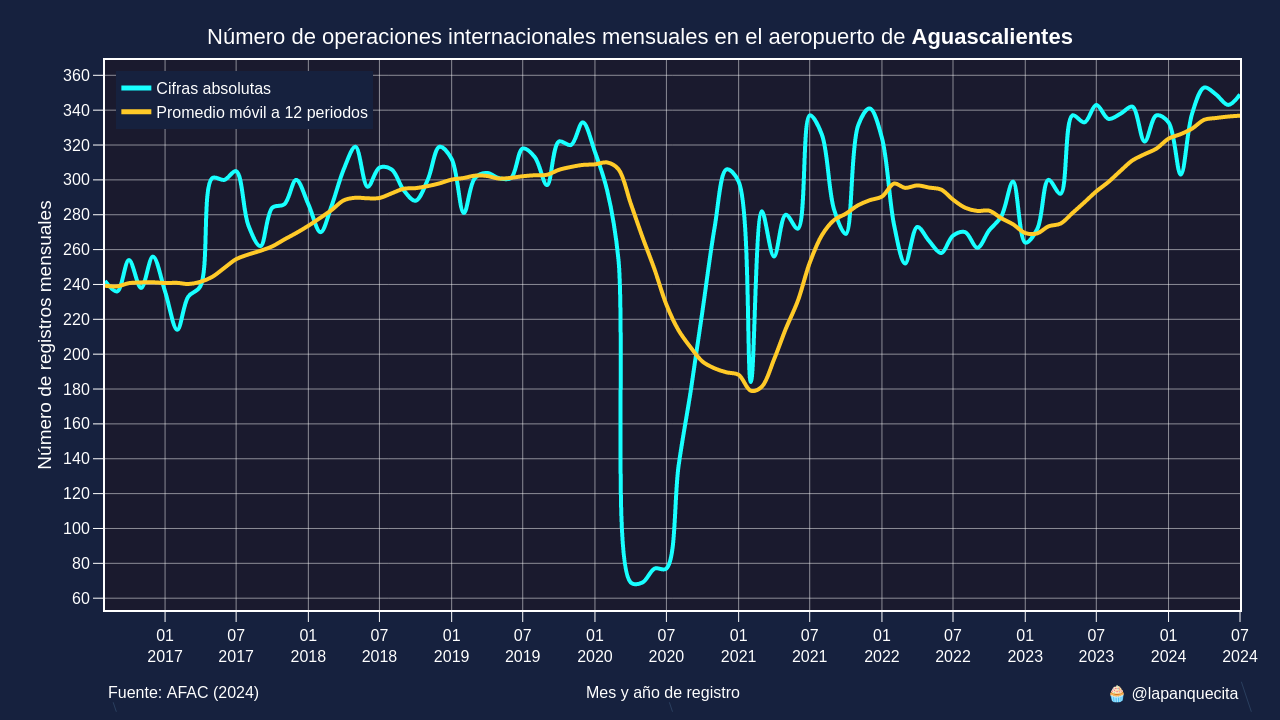 Número de operaciones internacionales mensuales en el aeropuerto de Aguascalientes
Cifras absolutas
Promedio móvil a 12 periodos
Número de registros mensuales
360
340
320
300
280
260
240
220
200
180
160
140
120
100
80
60
01 07 01 07 01 07 01 07 01 07 01 07 01 07 01 07
2017 2017 2018 2018 2019 2019 2020 2020 2021 2021 2022 2022 2023 2023 2024 2024
Fuente: AFAC (2024) Mes y año de registro 🧁 @lapanquecita